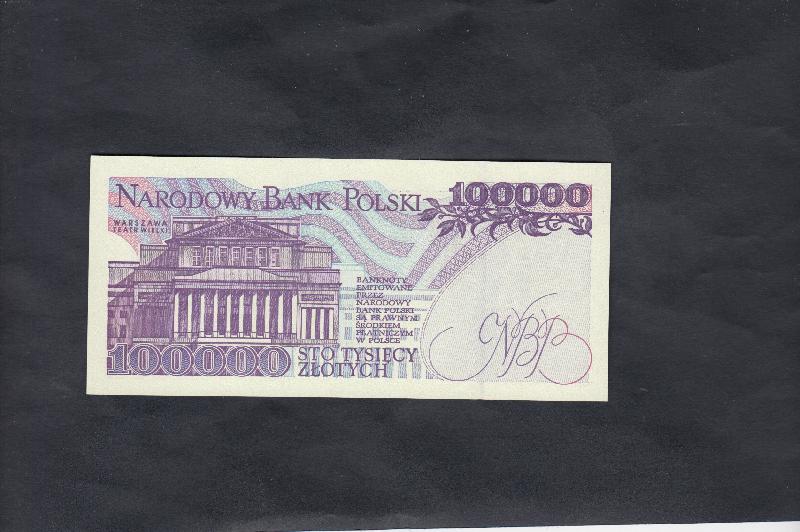 NARODOWY BANK POLSKI
100000
WARSZAWA
TEATR WIELKI
BANKNOTY
EMITOWANE
PRZEZ
NARODOWY
BANK POLSKI
SĄ PRAWNYM
ŚRODKIEM
PŁATNICZYM
W POLSCE
NBP
100000
STO TYSIĘCY
ZŁOTYCH